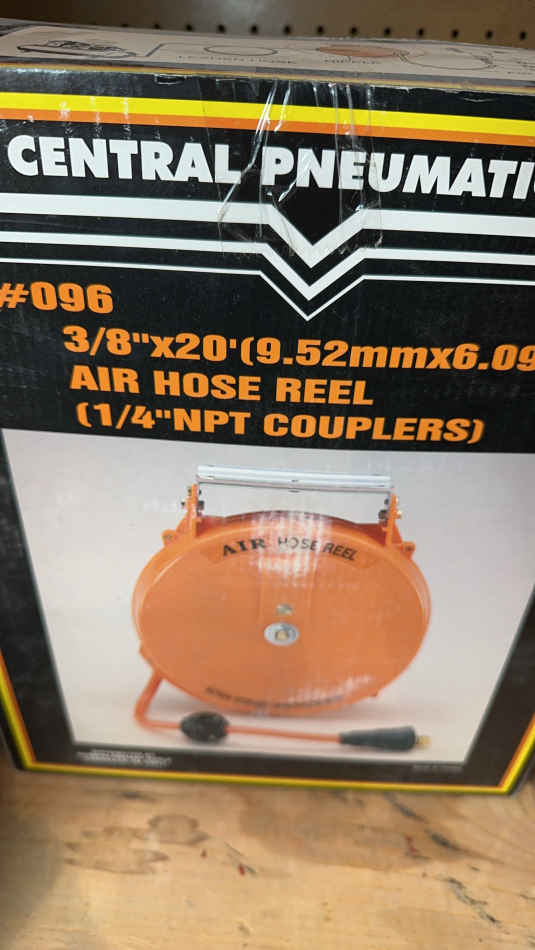 CENTRAL PNEUMATI
#096
3/8"x20'(9.52mmx6.09
AIR HOSE REEL
(1/4"NPT COUPLERS)
AIR HOSE REEL